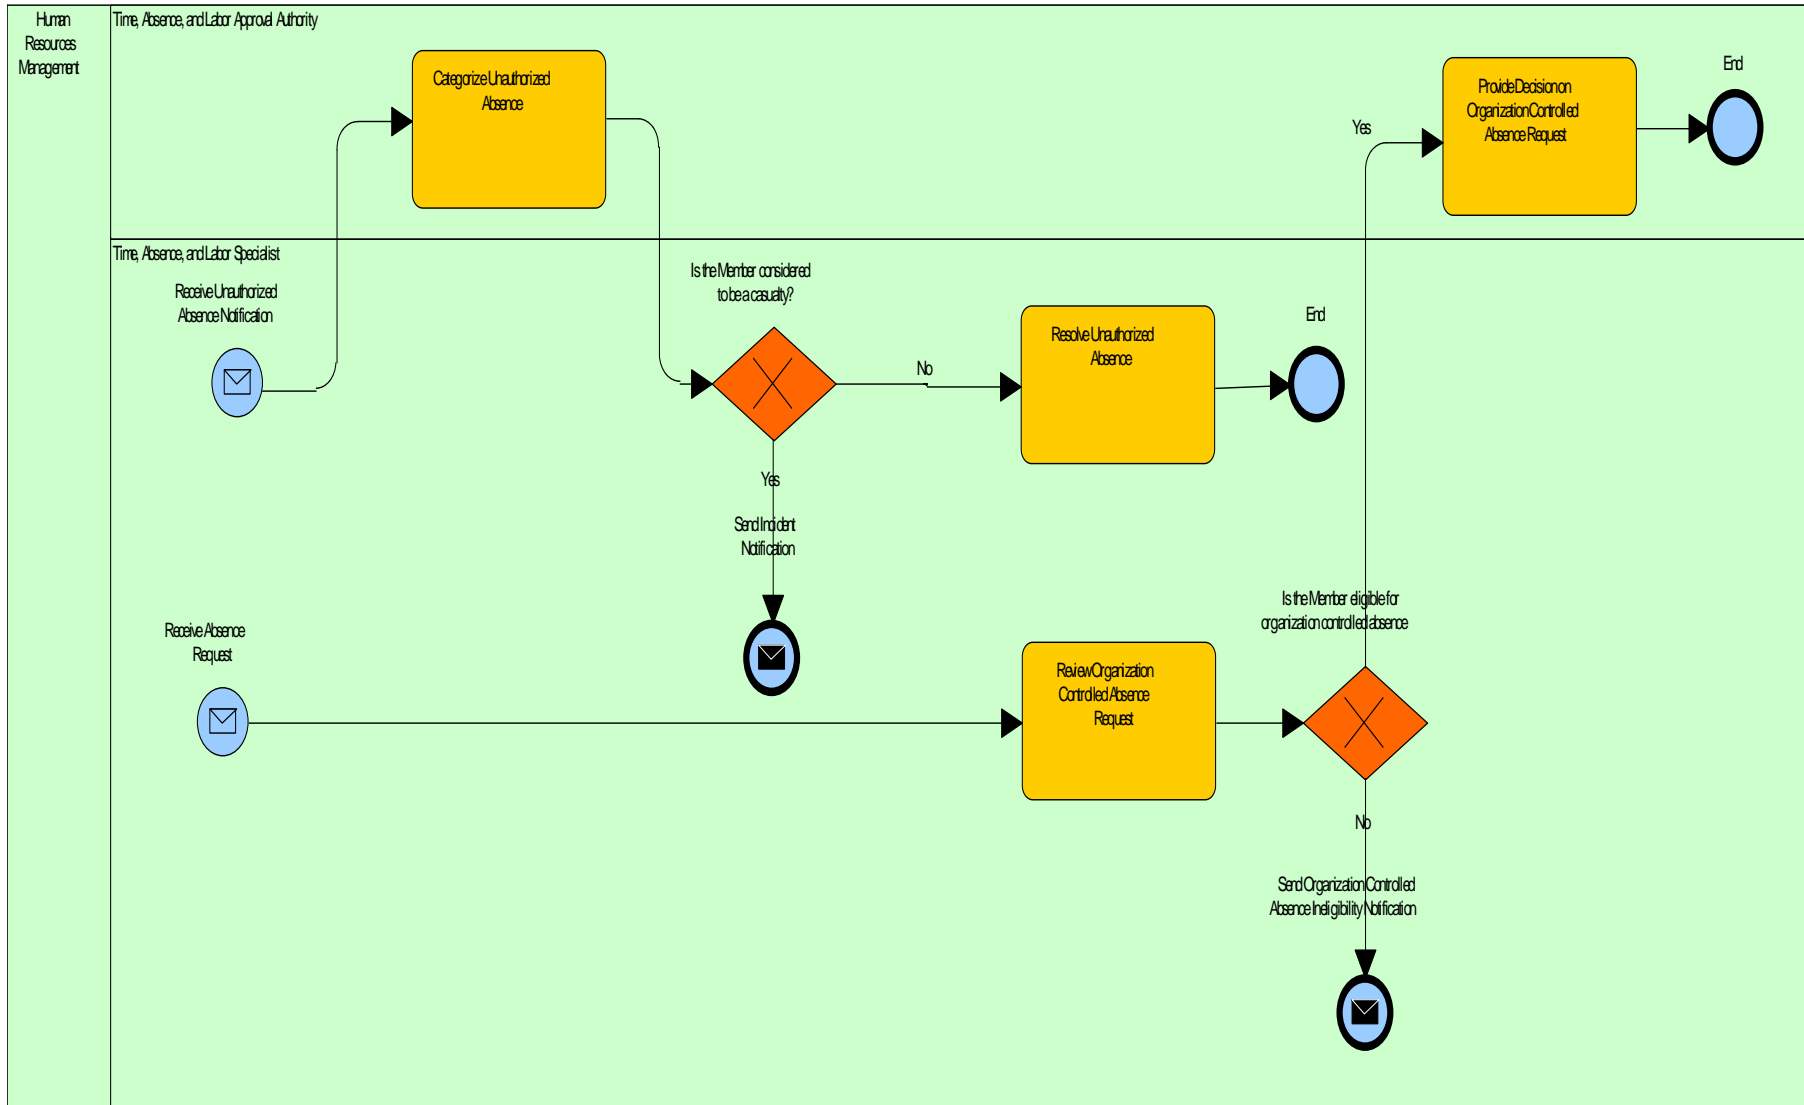 Human
Resources
Management
Time, Absence, and Labor Approval Authority
Categorize Unauthorized
Absence
Provide Decision on
Organization Controlled
Absence Request
End
Yes
Time, Absence, and Labor Specialist
Receive Unauthorized
Absence Notification
Is the Member considered
to be a casualty?
No
Resolve Unauthorized
Absence
End
Yes
Send Incident
Notification
Receive Absence
Request
Review Organization
Controlled Absence
Request
Is the Member eligible for
organization controlled absence
No
Send Organization Controlled
Absence Ineligibility Notification